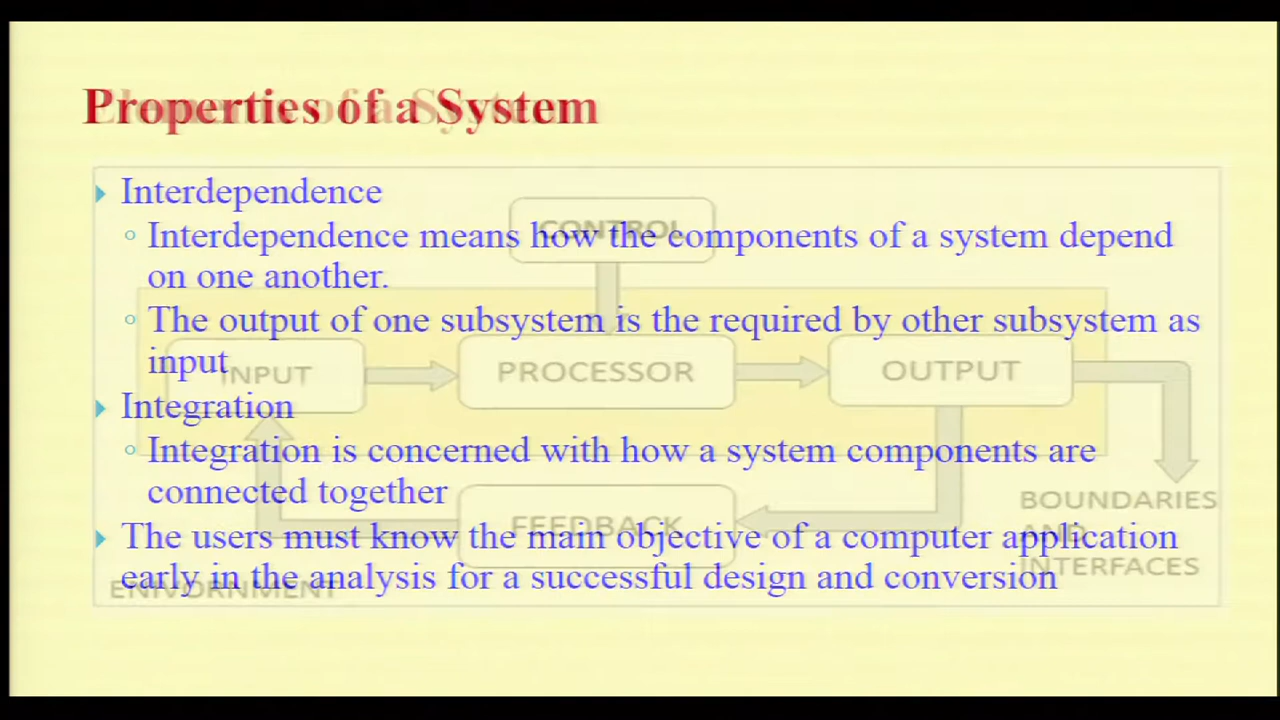 Properties of a System
Interdependence
CONTROL
Interdependence means how the components of a system depend
on one another.
The output of one subsystem is the required by other subsystem as
input
INPUT
PROCESSOR
OUTPUT
Integration
Integration is concerned with how a system components are
connected together
BOUNDARIES
AND
INTERFACES
FEEDBACK
The users must know the main objective of a computer application
early in the analysis for a successful design and conversion
ENIVORNMENT